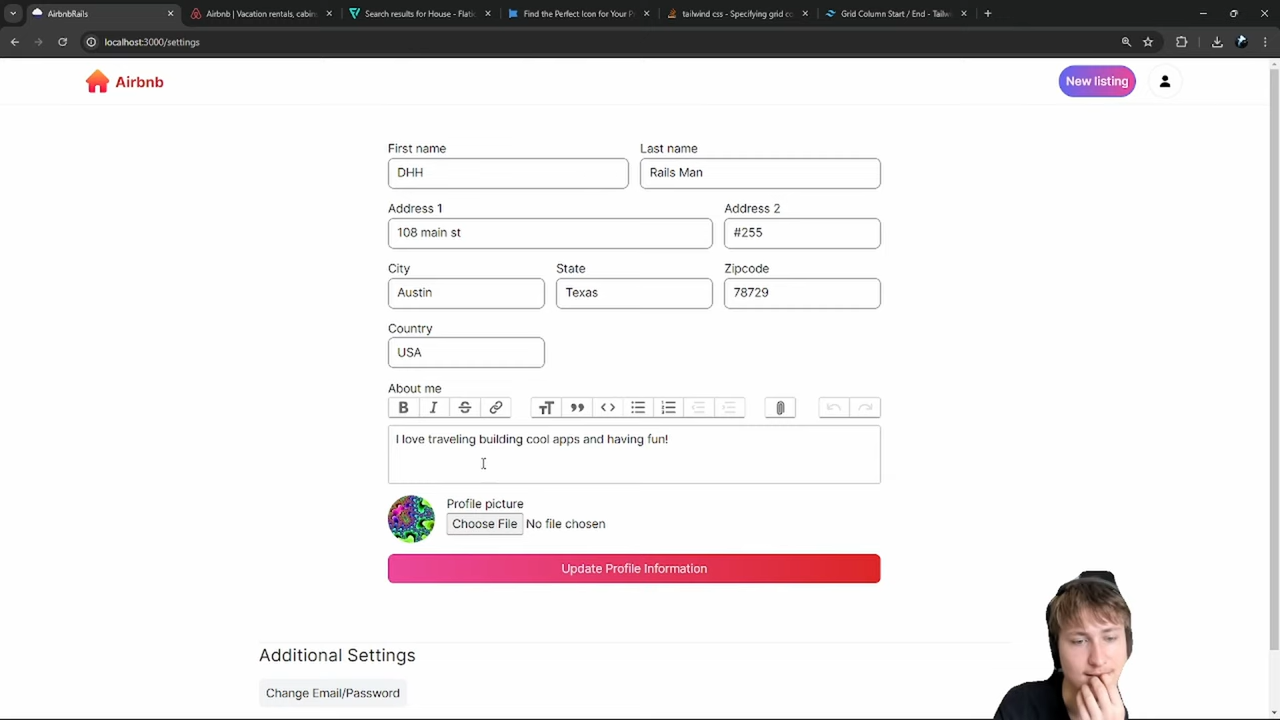 AirbnbRails
Airbnb | Vacation rentals, cabin
Search results for House - Flati
Find the Perfect Icon for Your P
tailwind css - Specifying grid co
Grid Column Start / End - Tailw
localhost:3000/settings
Airbnb
New listing
First name
Last name
DHH
Rails Man
Address 1
Address 2
108 main st
#255
City
State
Zipcode
Austin
Texas
78729
Country
USA
About me
I love traveling building cool apps and having fun!
Profile picture
Choose File No file chosen
Update Profile Information
Additional Settings
Change Email/Password